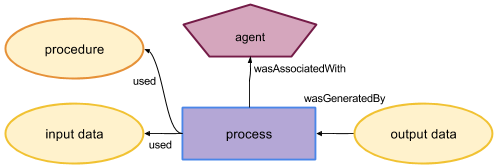 agent
procedure
wasAssociatedWith
used
wasGeneratedBy
input data
used
process
output data